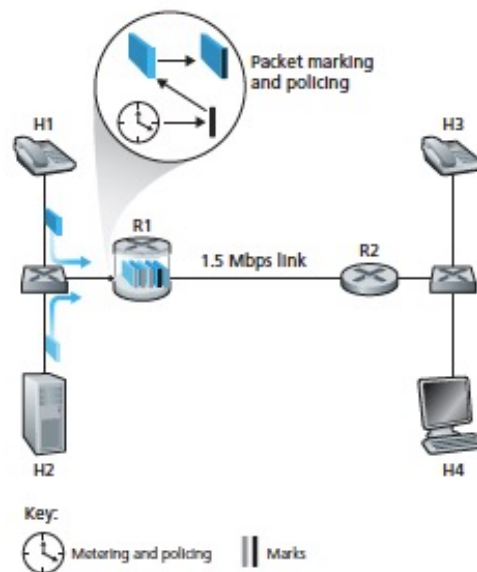 Packet marking
and policing
H1
H3
R1
1.5 Mbps link
R2
H2
H4
Key:
Metering and policing
Marks